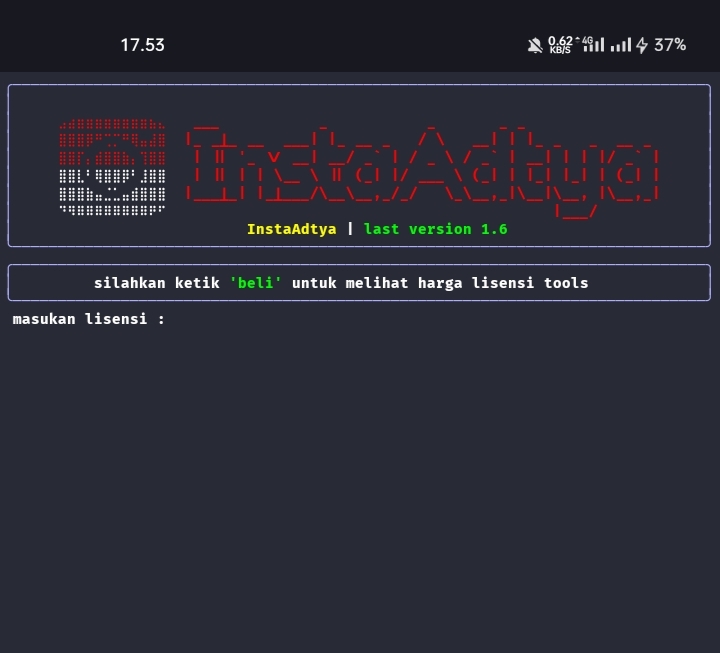 17.53
0.62 KB/S 4G 37%
InstaAdtya
InstaAdtya | last version 1.6
silahkan ketik 'beli' untuk melihat harga lisensi tools
masukan lisensi :